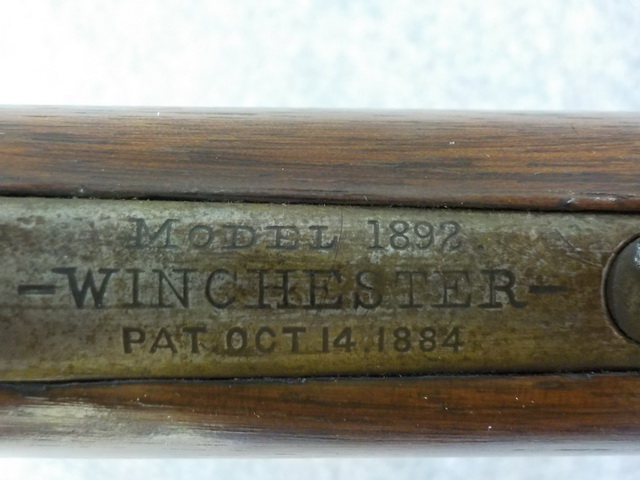 MODEL 1892.
-WINCHESTER-
PAT. OCT. 14. 1884